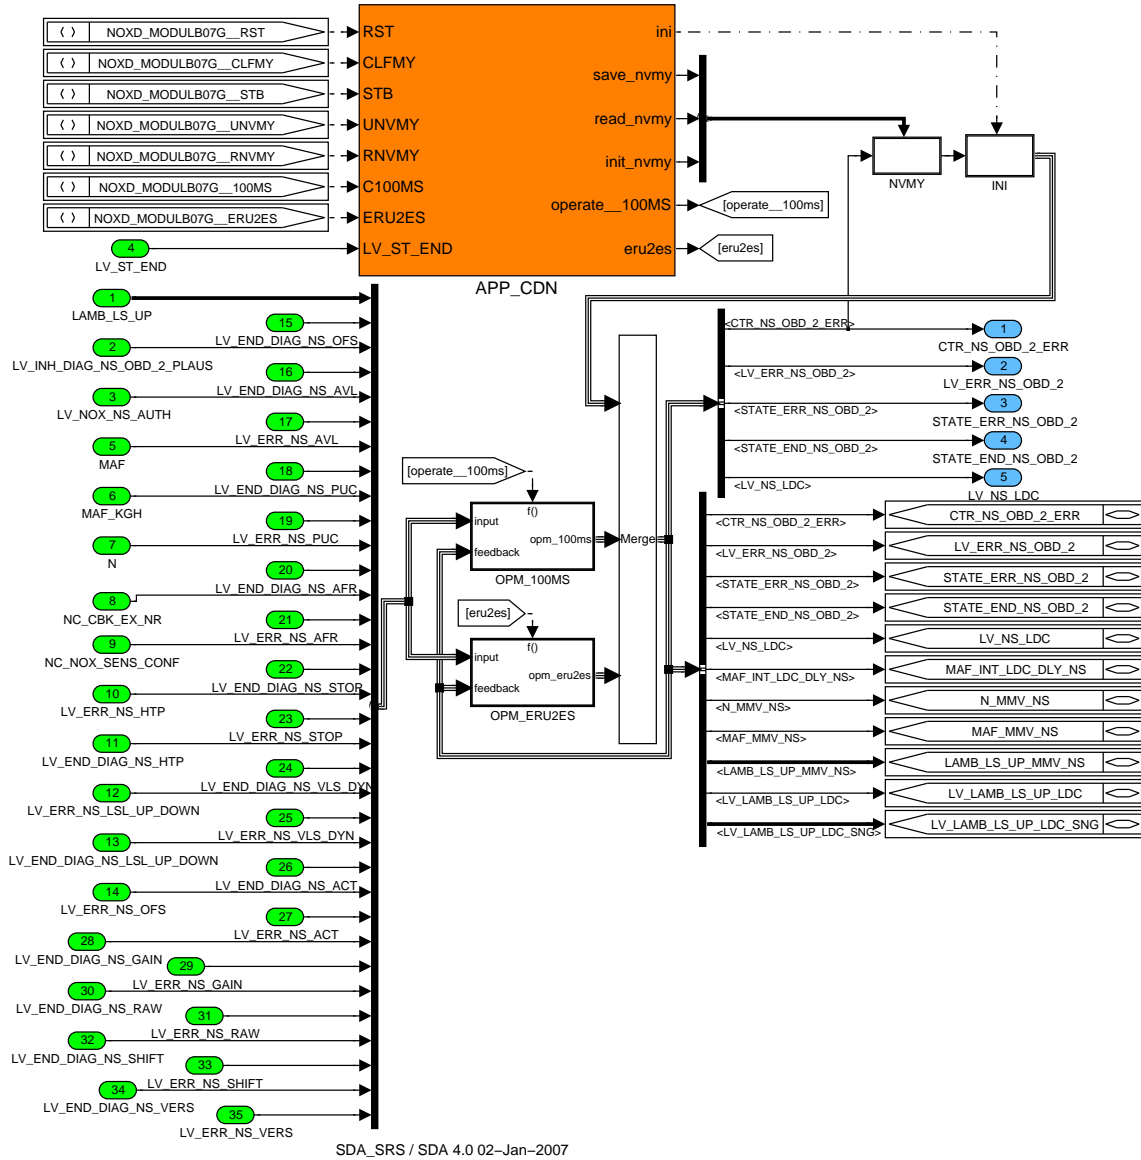 NOXD_MODULB07G__RST
NOXD_MODULB07G__CLFMY
NOXD_MODULB07G__STB
NOXD_MODULB07G__UNVMY
NOXD_MODULB07G__RNVMY
NOXD_MODULB07G__100MS
NOXD_MODULB07G__ERU2ES
4
LV_ST_END
RST
CLFMY
STB
UNVMY
RNVMY
C100MS
ERU2ES
LV_ST_END
ini
save_nvmy
read_nvmy
init_nvmy
operate__100MS
eru2es
APP_CDN
[operate__100ms]
[eru2es]
NVMY
INI
1
LAMB_LS_UP
15
LV_END_DIAG_NS_OFS
2
LV_INH_DIAG_NS_OBD_2_PLAUS
16
LV_END_DIAG_NS_AVL
3
LV_NOX_NS_AUTH
17
LV_ERR_NS_AVL
5
MAF
18
LV_END_DIAG_NS_PUC
6
MAF_KGH
19
LV_ERR_NS_PUC
7
N
20
LV_END_DIAG_NS_AFR
8
NC_CBK_EX_NR
21
LV_ERR_NS_AFR
9
NC_NOX_SENS_CONF
22
LV_END_DIAG_NS_STOP
10
LV_ERR_NS_HTP
23
LV_ERR_NS_STOP
11
LV_END_DIAG_NS_HTP
24
LV_END_DIAG_NS_VLS_DYN
12
LV_ERR_NS_LSL_UP_DOWN
25
LV_ERR_NS_VLS_DYN
13
LV_END_DIAG_NS_LSL_UP_DOWN
26
LV_END_DIAG_NS_ACT
14
LV_ERR_NS_OFS
27
LV_ERR_NS_ACT
28
LV_END_DIAG_NS_GAIN
29
LV_ERR_NS_GAIN
30
LV_END_DIAG_NS_RAW
31
LV_ERR_NS_RAW
32
LV_END_DIAG_NS_SHIFT
33
LV_ERR_NS_SHIFT
34
LV_END_DIAG_NS_VERS
35
LV_ERR_NS_VERS
[operate__100ms]
f()
input
feedback
opm_100ms
OPM_100MS
[eru2es]
f()
input
feedback
opm_eru2es
OPM_ERU2ES
Merge
<CTR_NS_OBD_2_ERR>
1
CTR_NS_OBD_2_ERR
<LV_ERR_NS_OBD_2>
2
LV_ERR_NS_OBD_2
<STATE_ERR_NS_OBD_2>
3
STATE_ERR_NS_OBD_2
<STATE_END_NS_OBD_2>
4
STATE_END_NS_OBD_2
<LV_NS_LDC>
5
LV_NS_LDC
<CTR_NS_OBD_2_ERR>
CTR_NS_OBD_2_ERR
<LV_ERR_NS_OBD_2>
LV_ERR_NS_OBD_2
<STATE_ERR_NS_OBD_2>
STATE_ERR_NS_OBD_2
<STATE_END_NS_OBD_2>
STATE_END_NS_OBD_2
<LV_NS_LDC>
LV_NS_LDC
<MAF_INT_LDC_DLY_NS>
MAF_INT_LDC_DLY_NS
<N_MMV_NS>
N_MMV_NS
<MAF_MMV_NS>
MAF_MMV_NS
<LAMB_LS_UP_MMV_NS>
LAMB_LS_UP_MMV_NS
<LV_LAMB_LS_UP_LDC>
LV_LAMB_LS_UP_LDC
<LV_LAMB_LS_UP_LDC_SNG>
LV_LAMB_LS_UP_LDC_SNG
SDA_SRS / SDA 4.0 02−Jan−2007